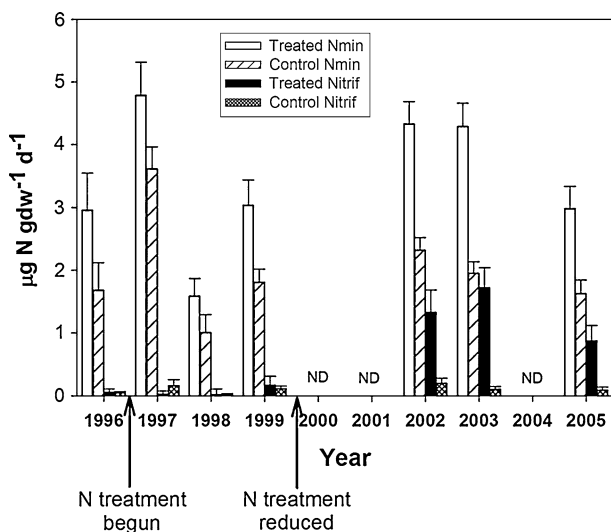 6
5
4
3
2
1
0
µg N gdw⁻¹ d⁻¹
Treated Nmin
Control Nmin
Treated Nitrif
Control Nitrif
ND
ND
ND
1996 1997 1998 1999 2000 2001 2002 2003 2004 2005
Year
N treatment
begun
N treatment
reduced